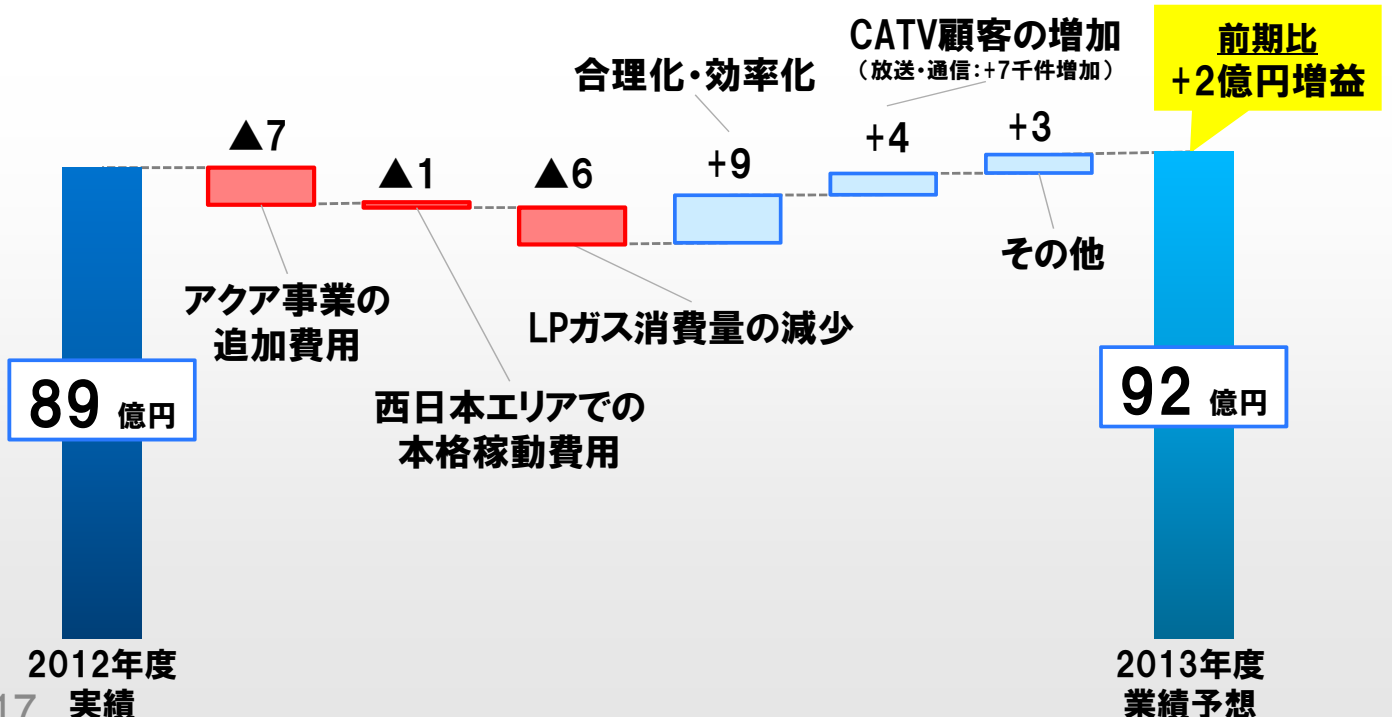 CATV顧客の増加
（放送・通信：+7千件増加）
前期比
+2億円増益
合理化・効率化
▲7
▲1
▲6
+9
+4
+3
その他
アクア事業の
追加費用
LPガス消費量の減少
西日本エリアでの
本格稼動費用
89 億円
92 億円
2012年度
実績
2013年度
業績予想
17